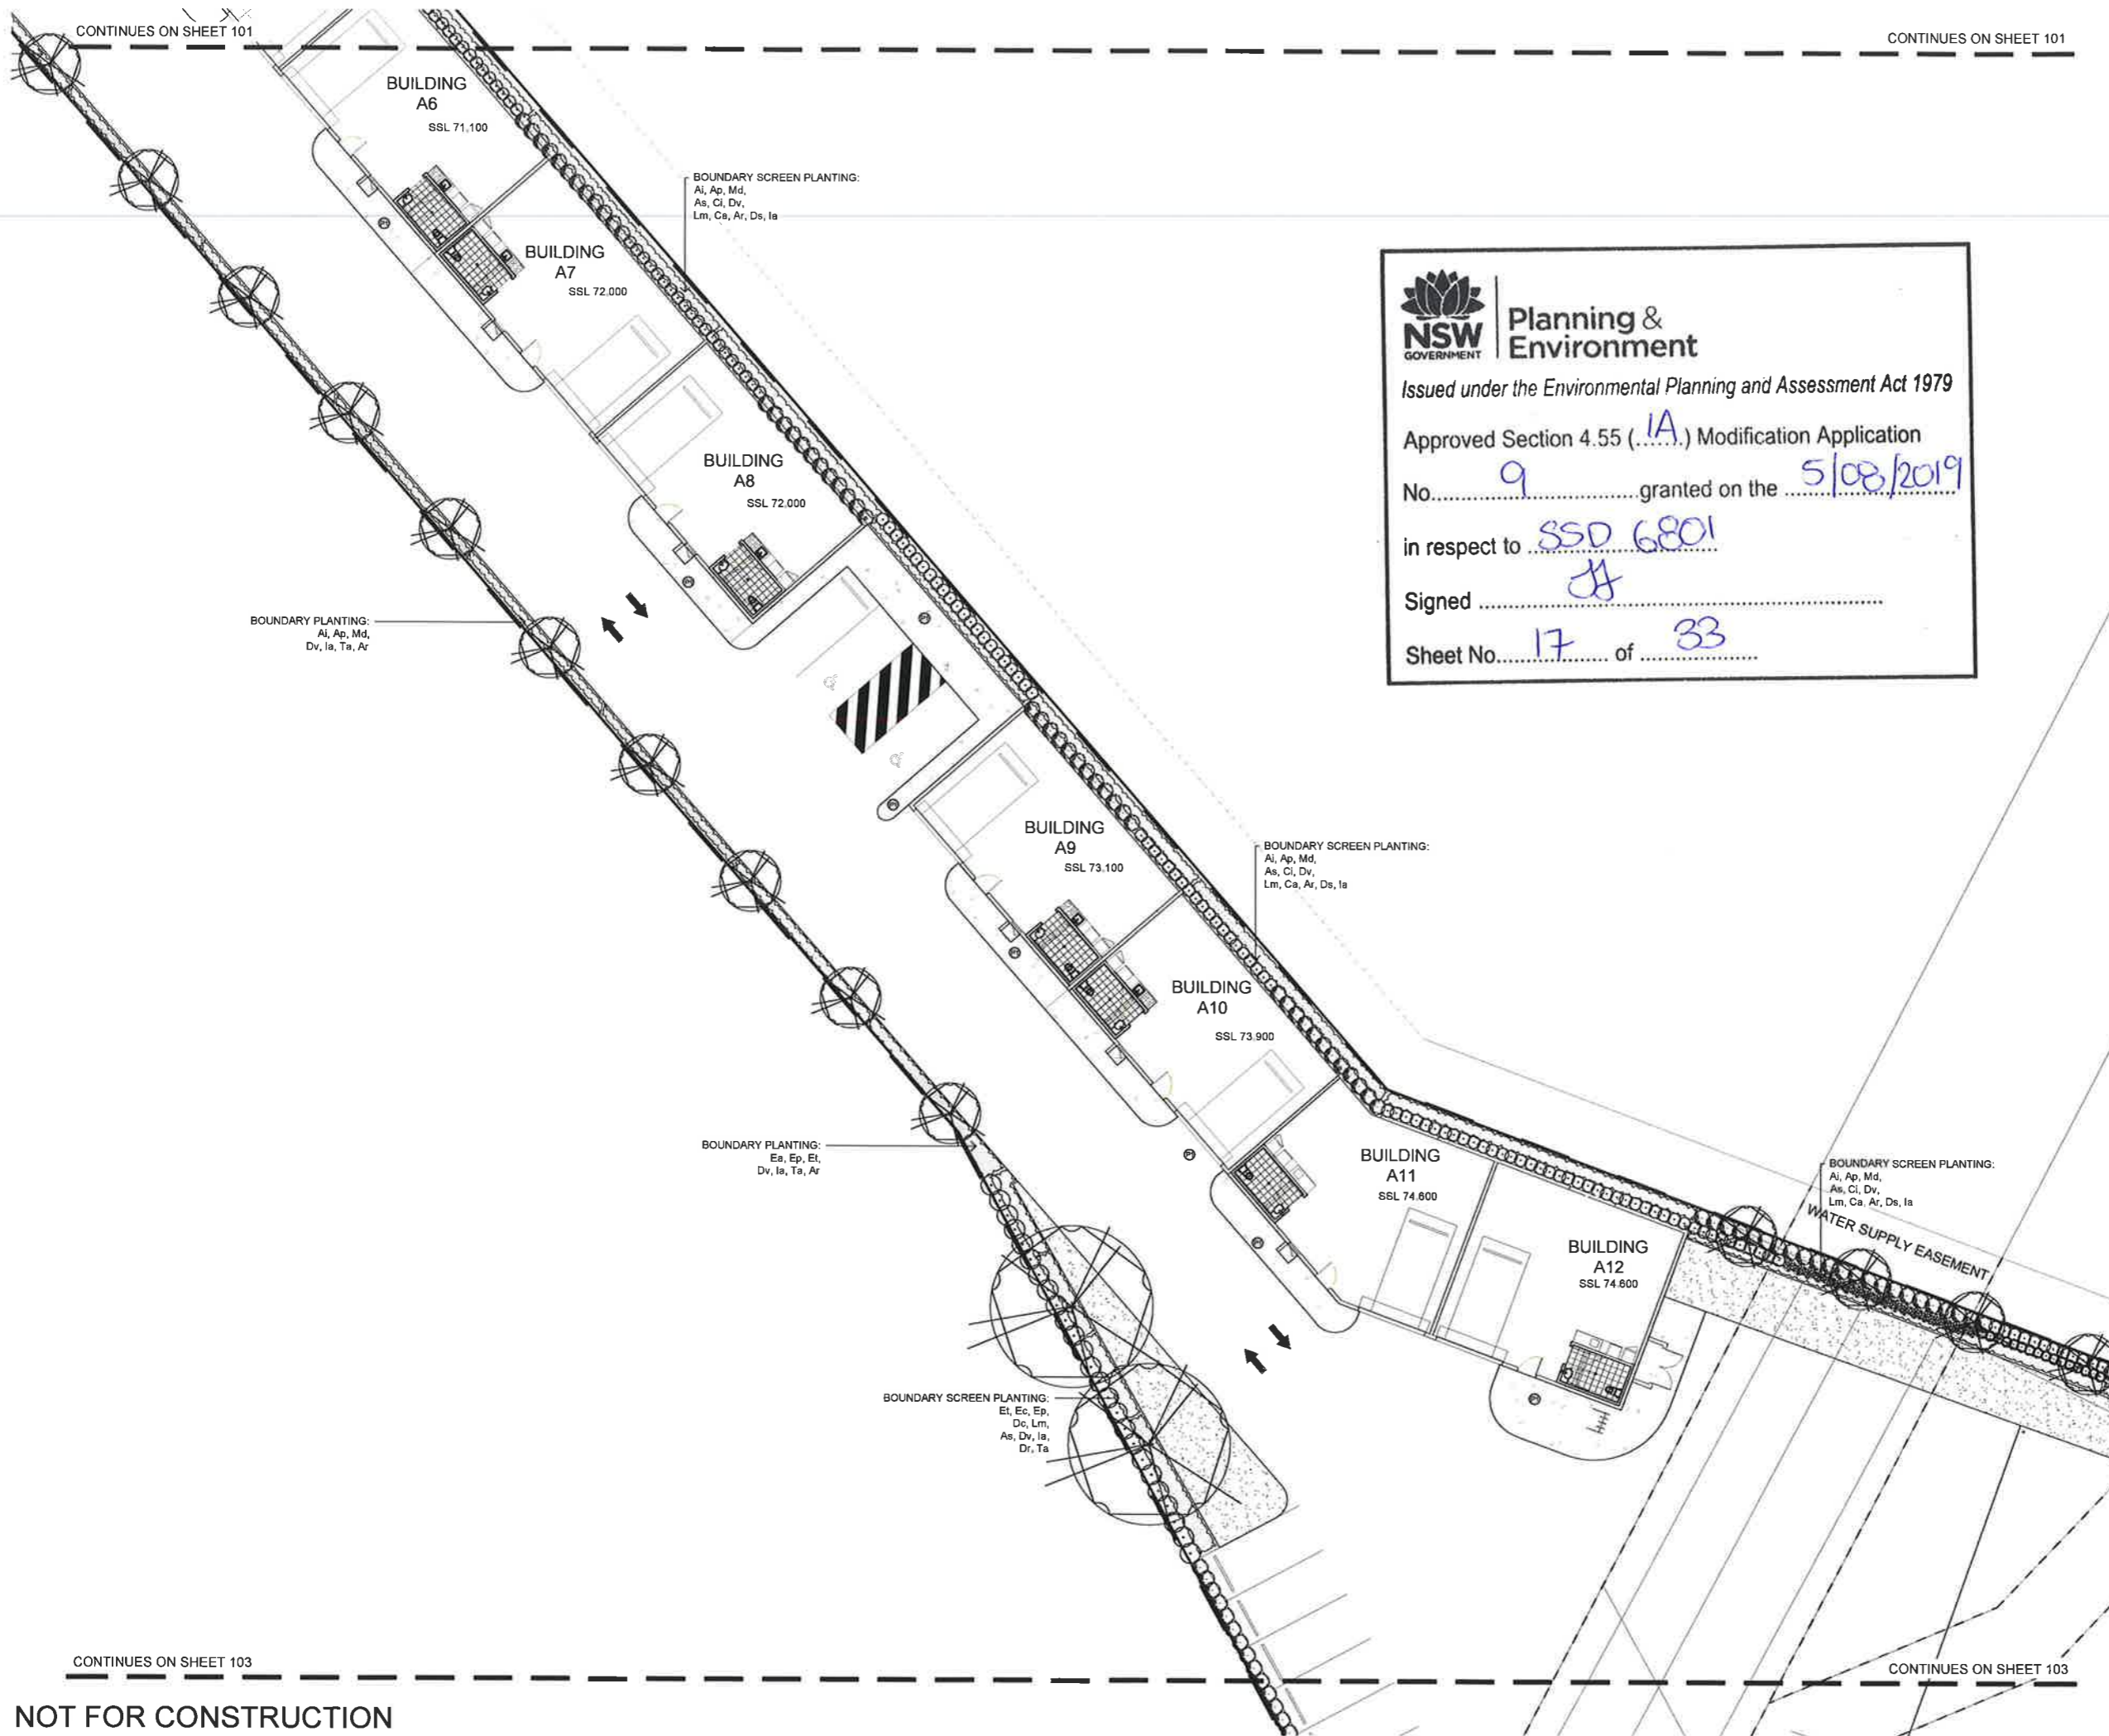 CONTINUES ON SHEET 101
CONTINUES ON SHEET 101
BUILDING
A6
SSL 71.100
BOUNDARY SCREEN PLANTING:
Ai, Ap, Md,
As, Ci, Dv,
Lm, Ca, Ar, Ds, Ia
BUILDING
A7
SSL 72.000
NSW
GOVERNMENT
Planning &
Environment
Issued under the Environmental Planning and Assessment Act 1979
Approved Section 4.55 (..1A..) Modification Application
No. 9 granted on the 5/08/2019
in respect to SSD 6801
Signed
Sheet No. 17 of 33
BUILDING
A8
SSL 72.000
BOUNDARY PLANTING:
Ai, Ap, Md,
Dv, Ia, Ta, Ar
BUILDING
A9
SSL 73.100
BOUNDARY SCREEN PLANTING:
Ai, Ap, Md,
As, Ci, Dv,
Lm, Ca, Ar, Ds, Ia
BUILDING
A10
SSL 73.900
BOUNDARY PLANTING:
Ea, Ep, Et,
Dv, Ia, Ta, Ar
BUILDING
A11
SSL 74.600
BOUNDARY SCREEN PLANTING:
Ai, Ap, Md,
As, Ci, Dv,
Lm, Ca, Ar, Ds, Ia
WATER SUPPLY EASEMENT
BUILDING
A12
SSL 74.600
BOUNDARY SCREEN PLANTING:
Et, Ec, Ep,
Dc, Lm,
As, Dv, Ia,
Dr, Ta
CONTINUES ON SHEET 103
CONTINUES ON SHEET 103
NOT FOR CONSTRUCTION